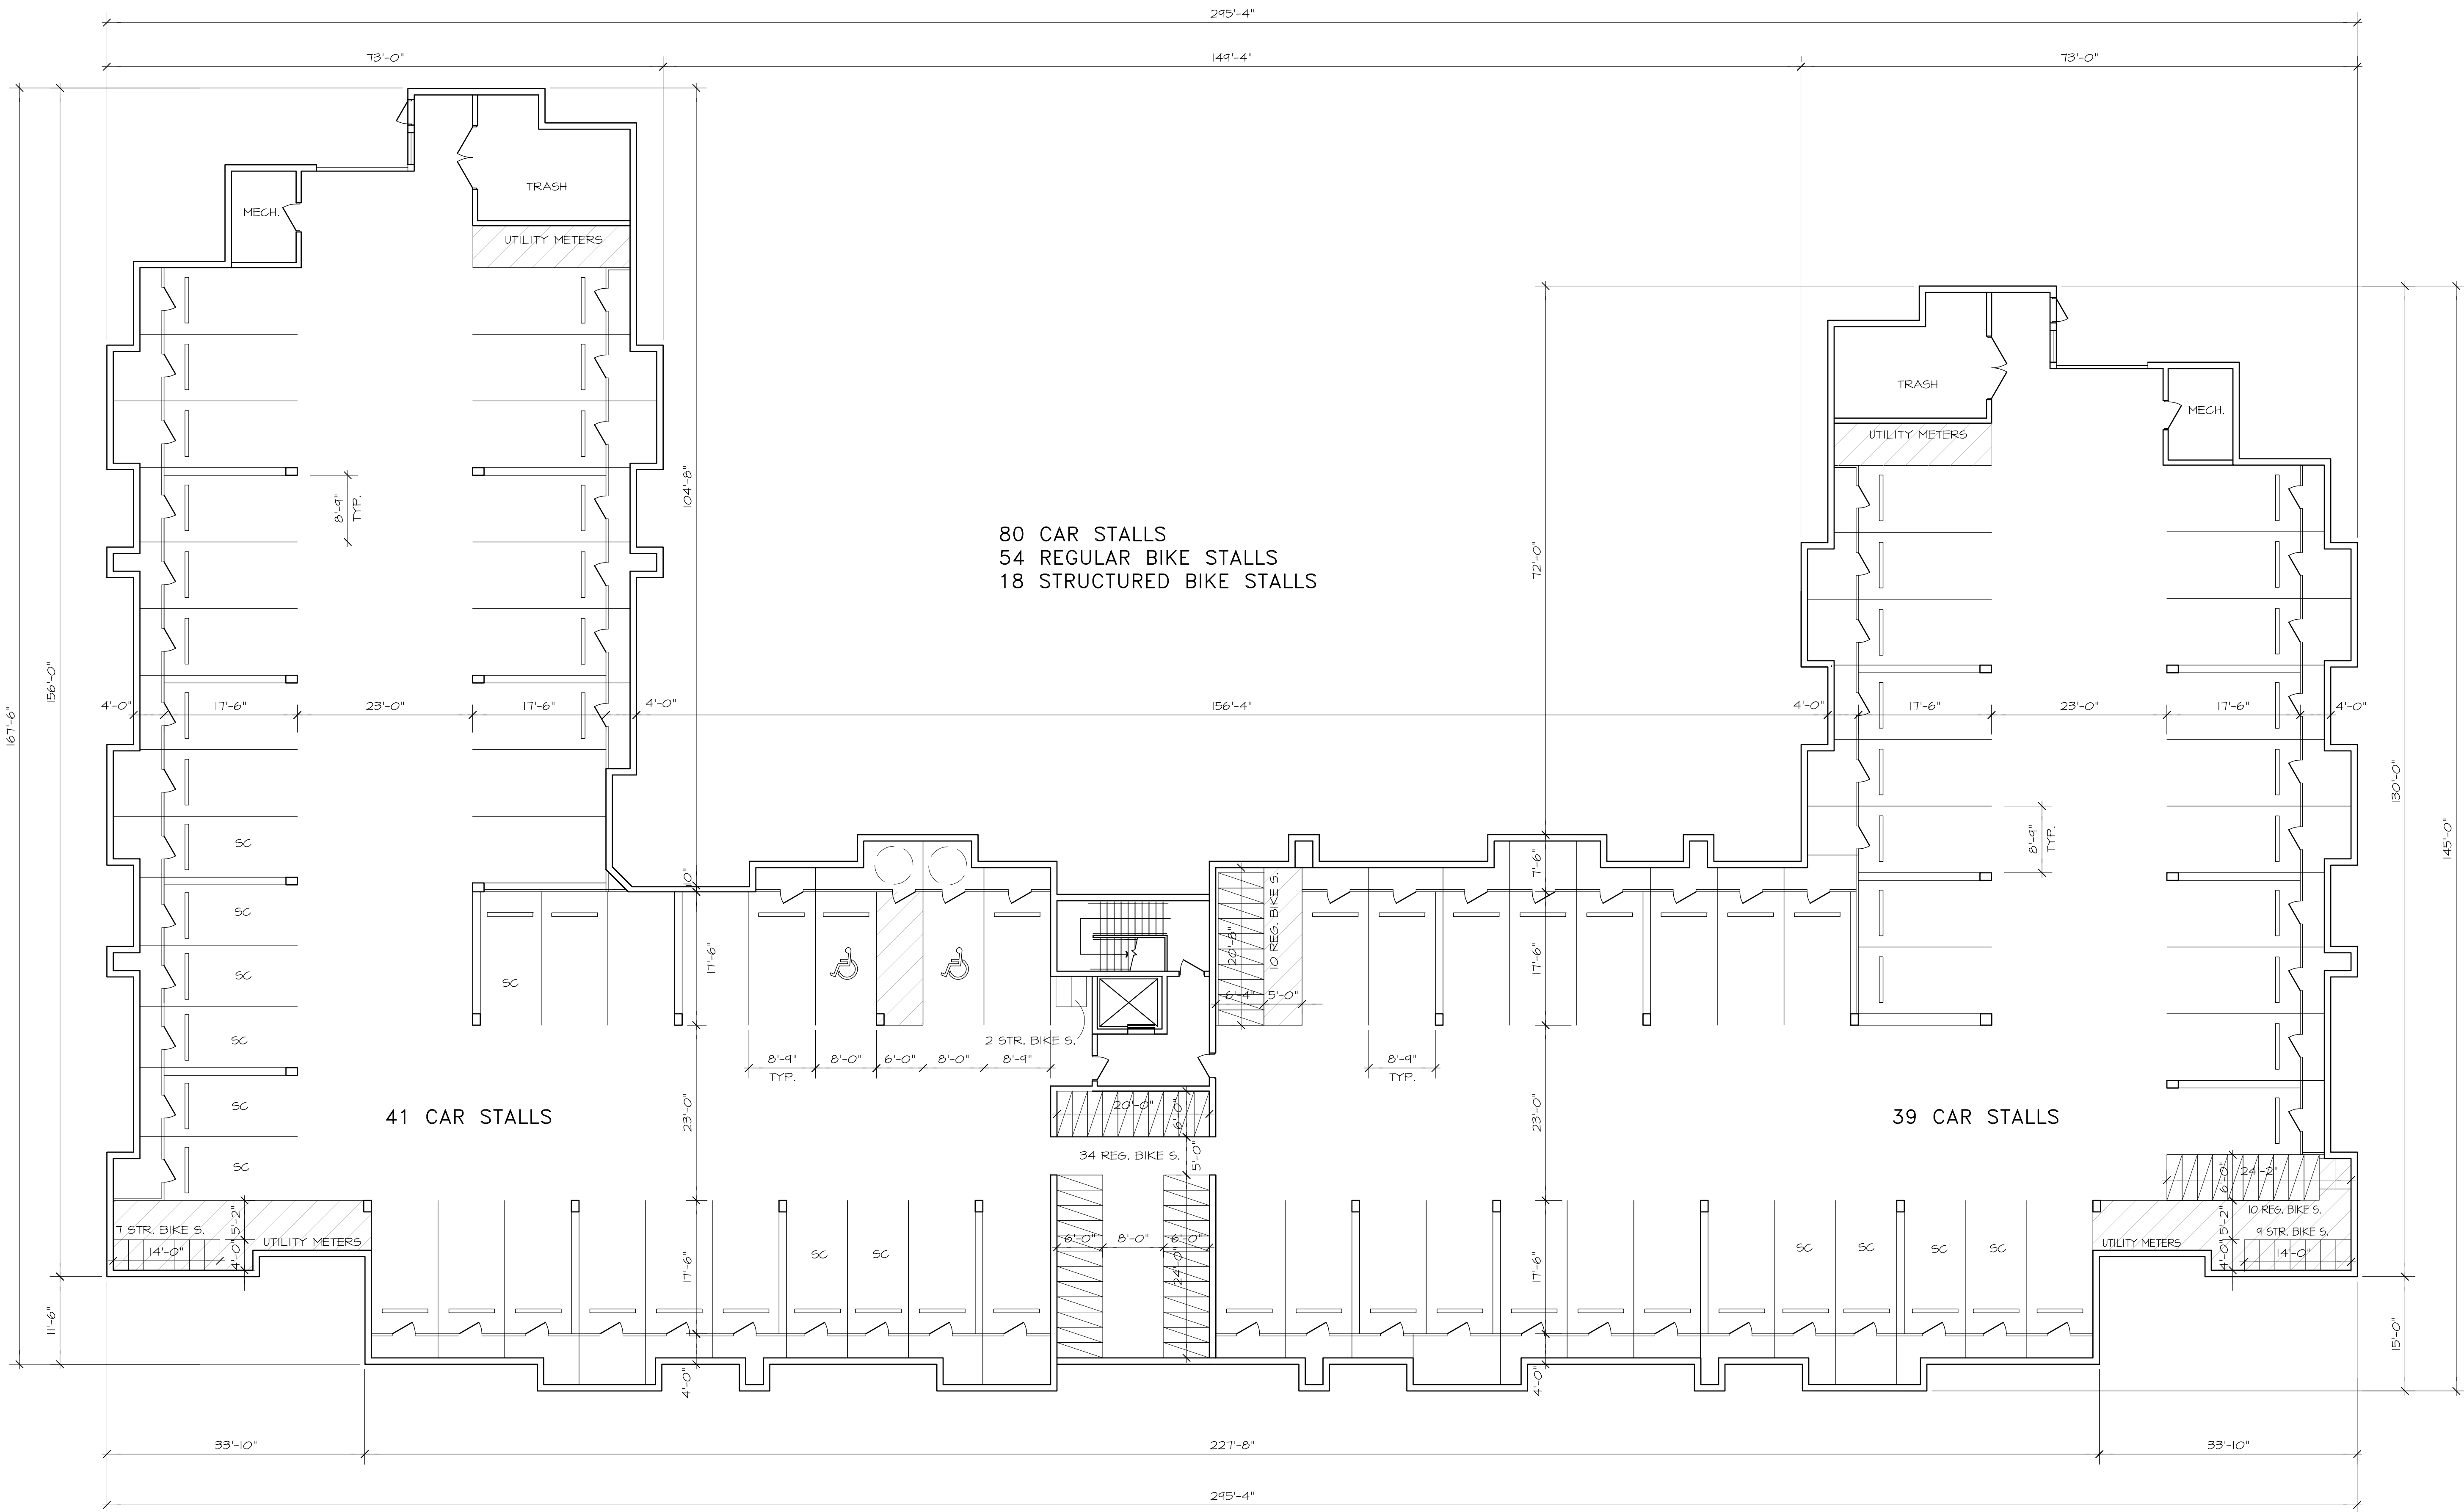 295'-4"
73'-0"
149'-4"
73'-0"
TRASH
MECH.
UTILITY METERS
TRASH
MECH.
UTILITY METERS
104'-8"
8'-9"
TYP.
80 CAR STALLS
54 REGULAR BIKE STALLS
18 STRUCTURED BIKE STALLS
72'-0"
167'-6"
156'-0"
4'-0"
17'-6"
23'-0"
17'-6"
4'-0"
156'-4"
4'-0"
17'-6"
23'-0"
17'-6"
4'-0"
130'-0"
145'-0"
8'-9"
TYP.
SC
SC
SC
SC
SC
SC
SC
10"
17'-6"
7'-6"
17'-6"
20'-8"
10 REG. BIKE S.
6'-4"
5'-0"
2 STR. BIKE S.
8'-9"
TYP.
8'-0"
6'-0"
8'-0"
8'-9"
8'-9"
TYP.
41 CAR STALLS
39 CAR STALLS
23'-0"
20'-0"
6'-0"
5'-0"
34 REG. BIKE S.
23'-0"
24'-2"
6'-0"
10 REG. BIKE S.
9 STR. BIKE S.
5'-2"
4'-0"
14'-0"
UTILITY METERS
7 STR. BIKE S.
5'-2"
4'-0"
14'-0"
UTILITY METERS
SC
SC
17'-6"
6'-0"
8'-0"
6'-0"
24'-0"
17'-6"
SC
SC
SC
SC
11'-6"
4'-0"
4'-0"
15'-0"
33'-10"
227'-8"
33'-10"
295'-4"